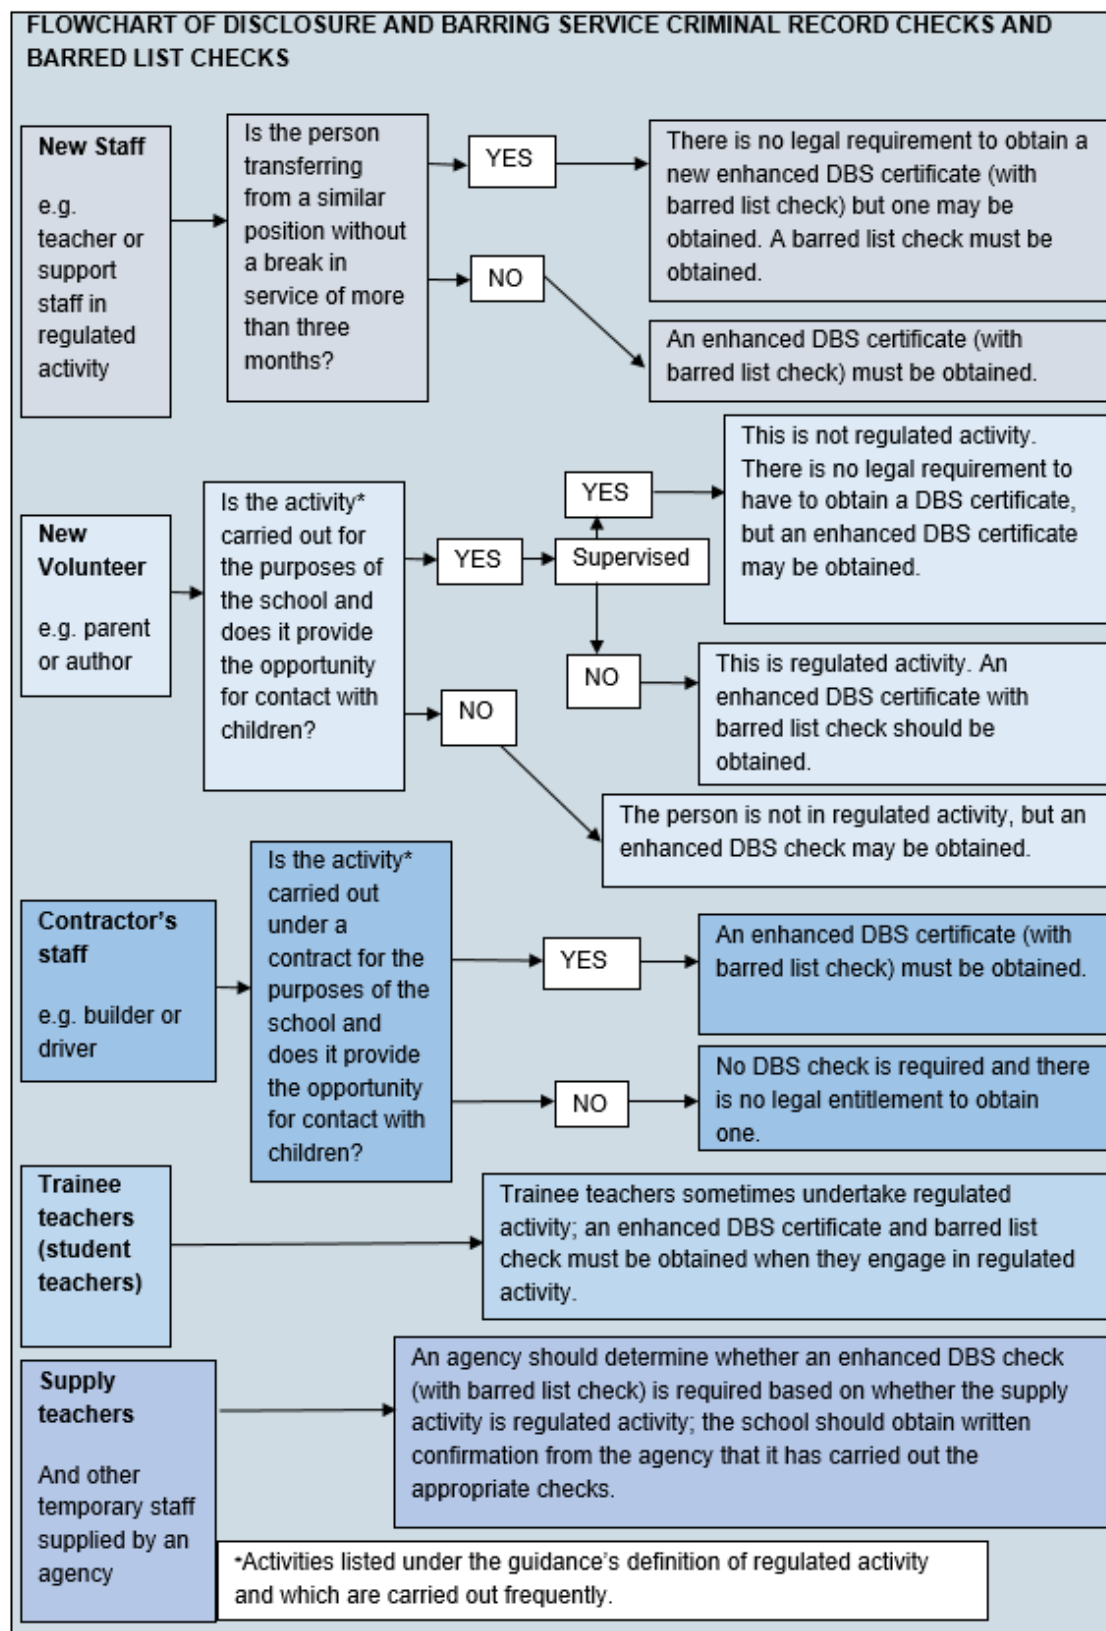 FLOWCHART OF DISCLOSURE AND BARRING SERVICE CRIMINAL RECORD CHECKS AND
BARRED LIST CHECKS
New Staff
e.g.
teacher or
support
staff in
regulated
activity
Is the person
transferring
from a similar
position without
a break in
service of more
than three
months?
YES
There is no legal requirement to obtain a
new enhanced DBS certificate (with
barred list check) but one may be
obtained. A barred list check must be
obtained.
NO
An enhanced DBS certificate (with
barred list check) must be obtained.
New
Volunteer
e.g. parent
or author
Is the activity*
carried out for
the purposes of
the school and
does it provide
the opportunity
for contact with
children?
YES
Supervised
YES
This is not regulated activity.
There is no legal requirement to
have to obtain a DBS certificate,
but an enhanced DBS certificate
may be obtained.
NO
This is regulated activity. An
enhanced DBS certificate with
barred list check should be
obtained.
NO
The person is not in regulated activity, but an
enhanced DBS check may be obtained.
Contractor's
staff
e.g. builder or
driver
Is the activity*
carried out
under a
contract for the
purposes of the
school and
does it provide
the opportunity
for contact with
children?
YES
An enhanced DBS certificate (with
barred list check) must be obtained.
NO
No DBS check is required and there
is no legal entitlement to obtain
one.
Trainee
teachers
(student
teachers)
Trainee teachers sometimes undertake regulated
activity; an enhanced DBS certificate and barred list
check must be obtained when they engage in regulated
activity.
Supply
teachers
And other
temporary staff
supplied by an
agency
An agency should determine whether an enhanced DBS check
(with barred list check) is required based on whether the supply
activity is regulated activity; the school should obtain written
confirmation from the agency that it has carried out the
appropriate checks.
*Activities listed under the guidance's definition of regulated activity
and which are carried out frequently.